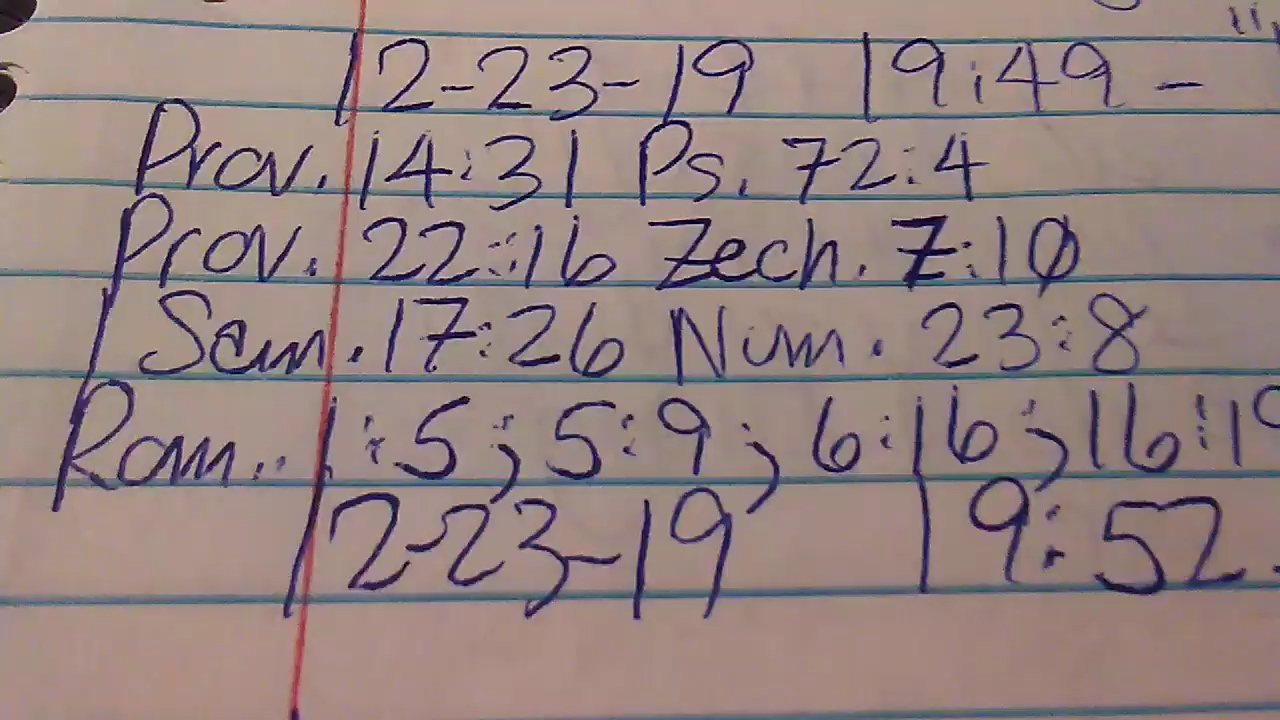 12-23-19 19:49 -
Prov. 14:31 Ps. 72:4
Prov. 22:16 Zech. 7:10
1 Sam. 17:26 Num. 23:8
Rom. 1:5; 5:9; 6:16; 16:19
12-23-19 19:52